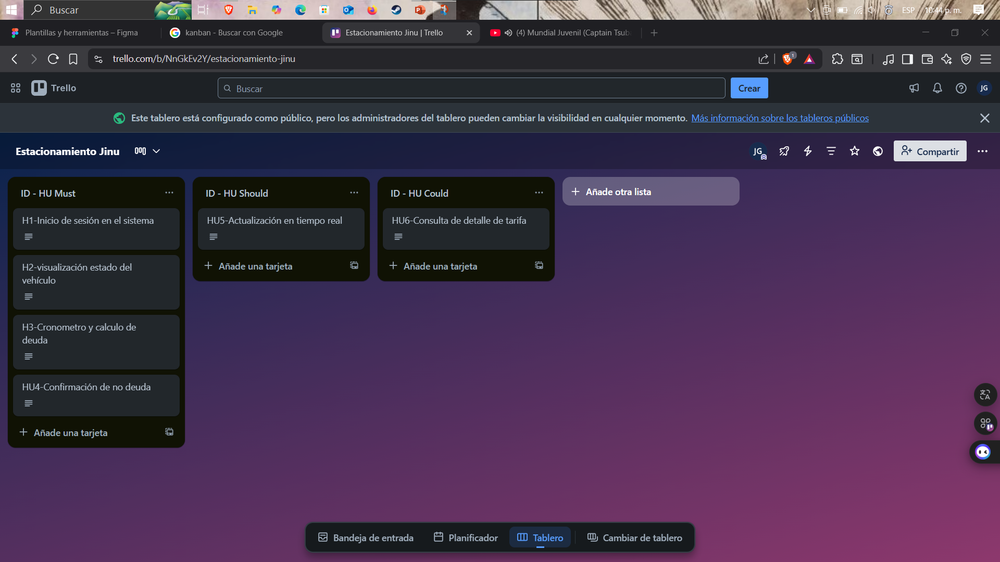 Buscar
ESP
10:44 p. m.
Plantillas y herramientas – Figma
kanban - Buscar con Google
Estacionamiento Jinu | Trello
(4) Mundial Juvenil (Captain Tsub
trello.com/b/NnGkEv2Y/estacionamiento-jinu
1
Trello
Buscar
Crear
JG
Este tablero está configurado como público, pero los administradores del tablero pueden cambiar la visibilidad en cualquier momento. Más información sobre los tableros públicos
Estacionamiento Jinu
JG
Compartir
ID - HU Must
H1-Inicio de sesión en el sistema
H2-visualización estado del
vehículo
H3-Cronometro y calculo de
deuda
HU4-Confirmación de no deuda
Añade una tarjeta
ID - HU Should
HU5-Actualización en tiempo real
Añade una tarjeta
ID - HU Could
HU6-Consulta de detalle de tarifa
Añade una tarjeta
Añade otra lista
Bandeja de entrada
Planificador
Tablero
Cambiar de tablero